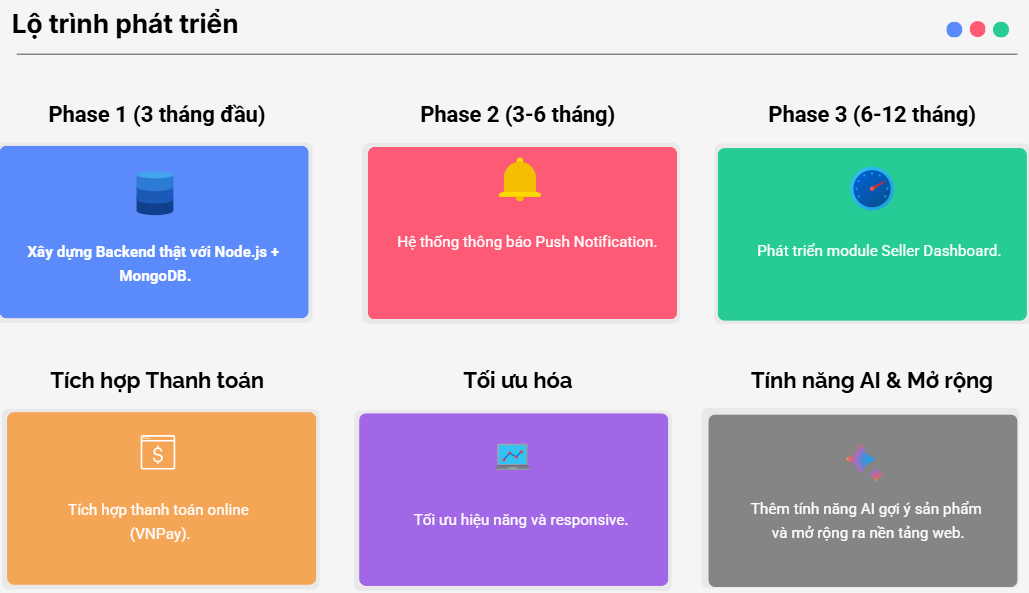 Lộ trình phát triển
Phase 1 (3 tháng đầu)
Xây dựng Backend thật với Node.js +
MongoDB.
Phase 2 (3-6 tháng)
Hệ thống thông báo Push Notification.
Phase 3 (6-12 tháng)
Phát triển module Seller Dashboard.
Tích hợp Thanh toán
$
Tích hợp thanh toán online
(VNPay).
Tối ưu hóa
Tối ưu hiệu năng và responsive.
Tính năng AI & Mở rộng
Thêm tính năng AI gợi ý sản phẩm
và mở rộng ra nền tảng web.